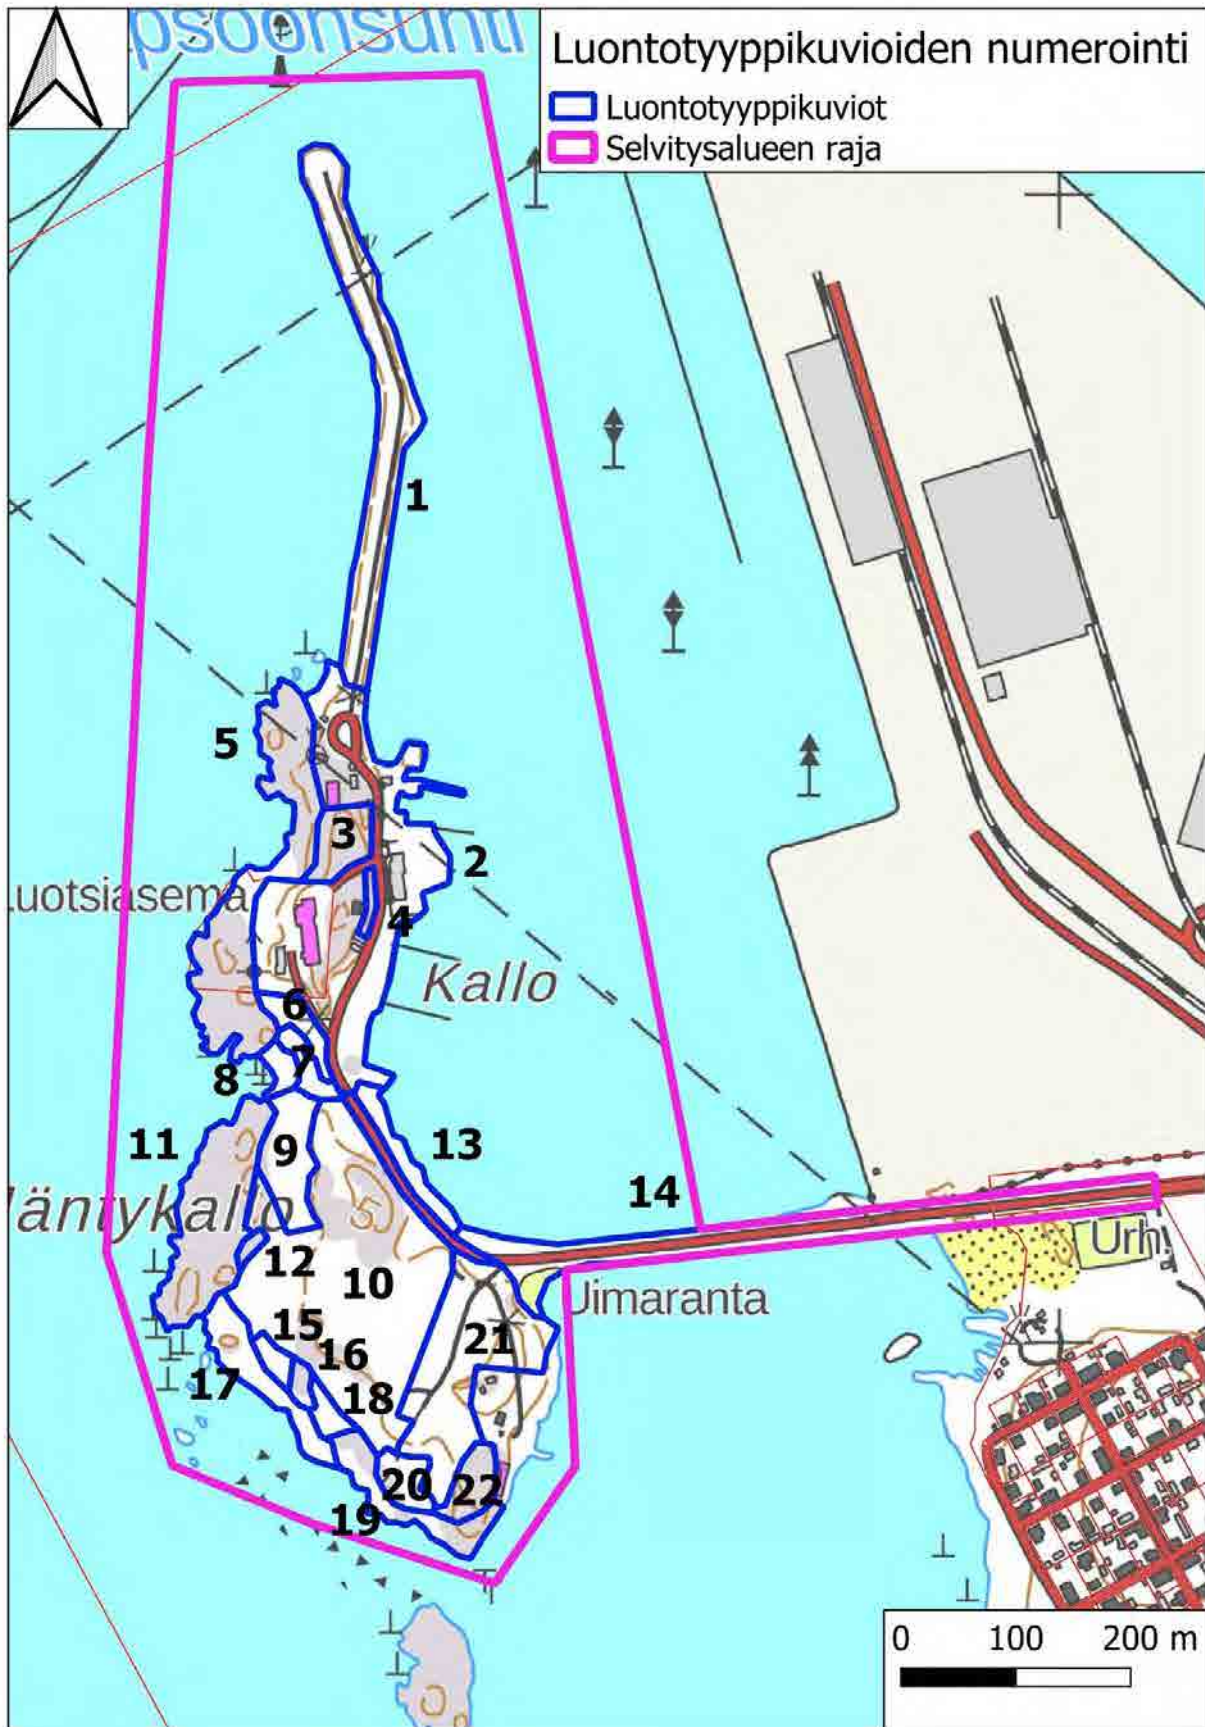 apsoonsuhti
Luontotyyppikuvioiden numerointi
Luontotyyppikuviot
Selvitysalueen raja
1
5
3
2
Luotsiasema
4
Kallo
6
7
8
11
9
13
14
äntykallo
Urh.
12
10
Uimaranta
15
21
16
17
18
20
22
19
0 100 200 m